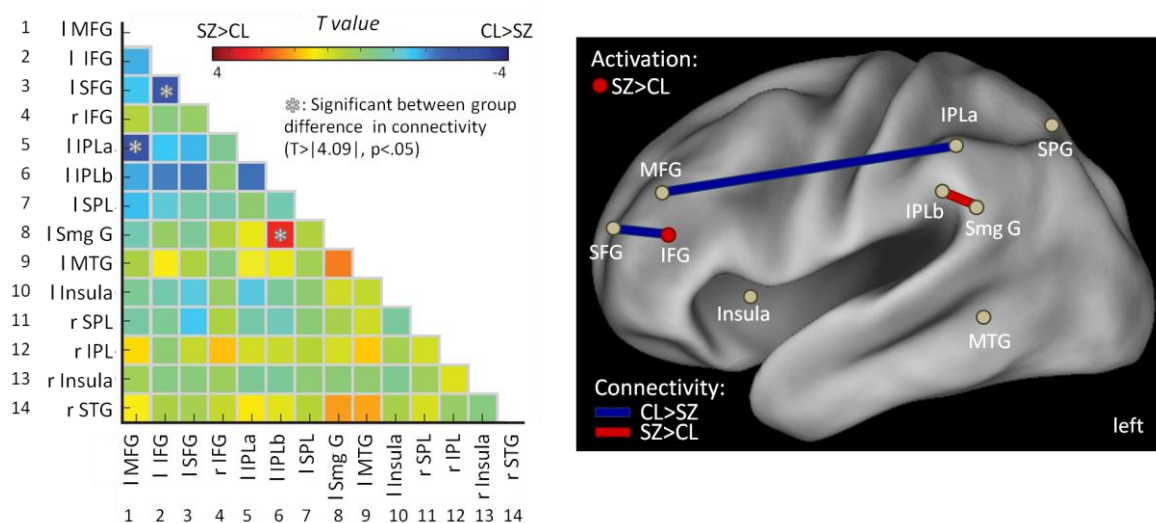 T value
SZ>CL
CL>SZ
4
-4
✻: Significant between group
difference in connectivity
(T>|4.09|, p<.05)
1 l MFG
2 l IFG
3 l SFG
4 r IFG
5 l IPLa
6 l IPLb
7 l SPL
8 l Smg G
9 l MTG
10 l Insula
11 r SPL
12 r IPL
13 r Insula
14 r STG
l MFG
l IFG
l SFG
r IFG
l IPLa
l IPLb
l SPL
l Smg G
l MTG
l Insula
r SPL
r IPL
r Insula
r STG
1 2 3 4 5 6 7 8 9 10 11 12 13 14
Activation:
SZ>CL
IPLa
SPG
MFG
IPLb
Smg G
SFG
IFG
Insula
MTG
Connectivity:
CL>SZ
SZ>CL
left